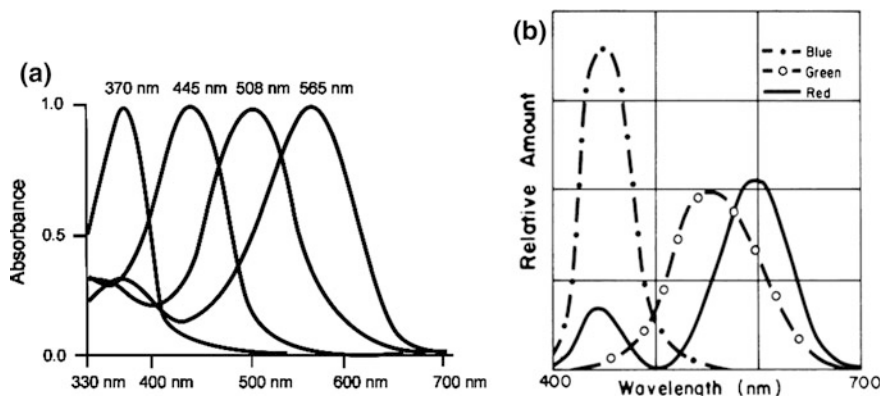 (a)
370 nm 445 nm 508 nm 565 nm
1.0
0.5
0.0
Absorbance
330 nm 400 nm 500 nm 600 nm 700 nm
(b)
Blue
Green
Red
Relative Amount
400 700
Wavelength (nm)